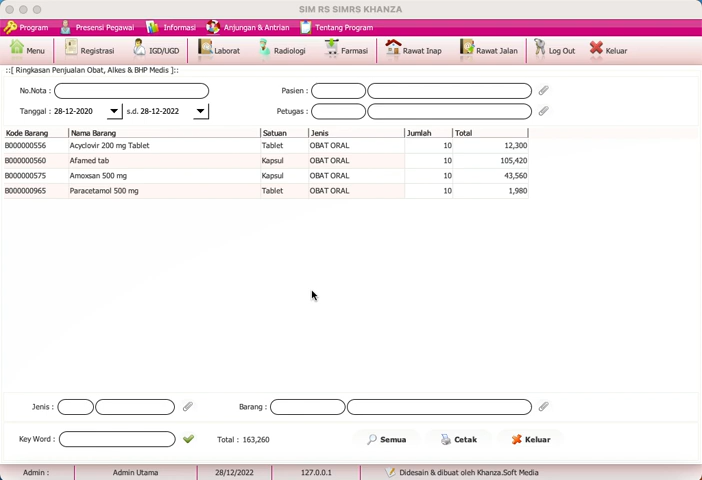 SIM RS SIMRS KHANZA
Program Presensi Pegawai Informasi Anjungan & Antrian Tentang Program
Menu Registrasi IGD/UGD Laborat Radiologi Farmasi Rawat Inap Rawat Jalan Log Out Keluar
::[ Ringkasan Penjualan Obat, Alkes & BHP Medis ]::
No.Nota : Pasien :
Tanggal : 28-12-2020 s.d. 28-12-2022 Petugas :
Kode Barang Nama Barang Satuan Jenis Jumlah Total
B000000556 Acyclovir 200 mg Tablet Tablet OBAT ORAL 10 12,300
B000000560 Afamed tab Kapsul OBAT ORAL 10 105,420
B000000575 Amoxsan 500 mg Kapsul OBAT ORAL 10 43,560
B000000965 Paracetamol 500 mg Tablet OBAT ORAL 10 1,980
Jenis : Barang :
Key Word : Total : 163,260 Semua Cetak Keluar
Admin : Admin Utama 28/12/2022 127.0.0.1 Didesain & dibuat oleh Khanza.Soft Media